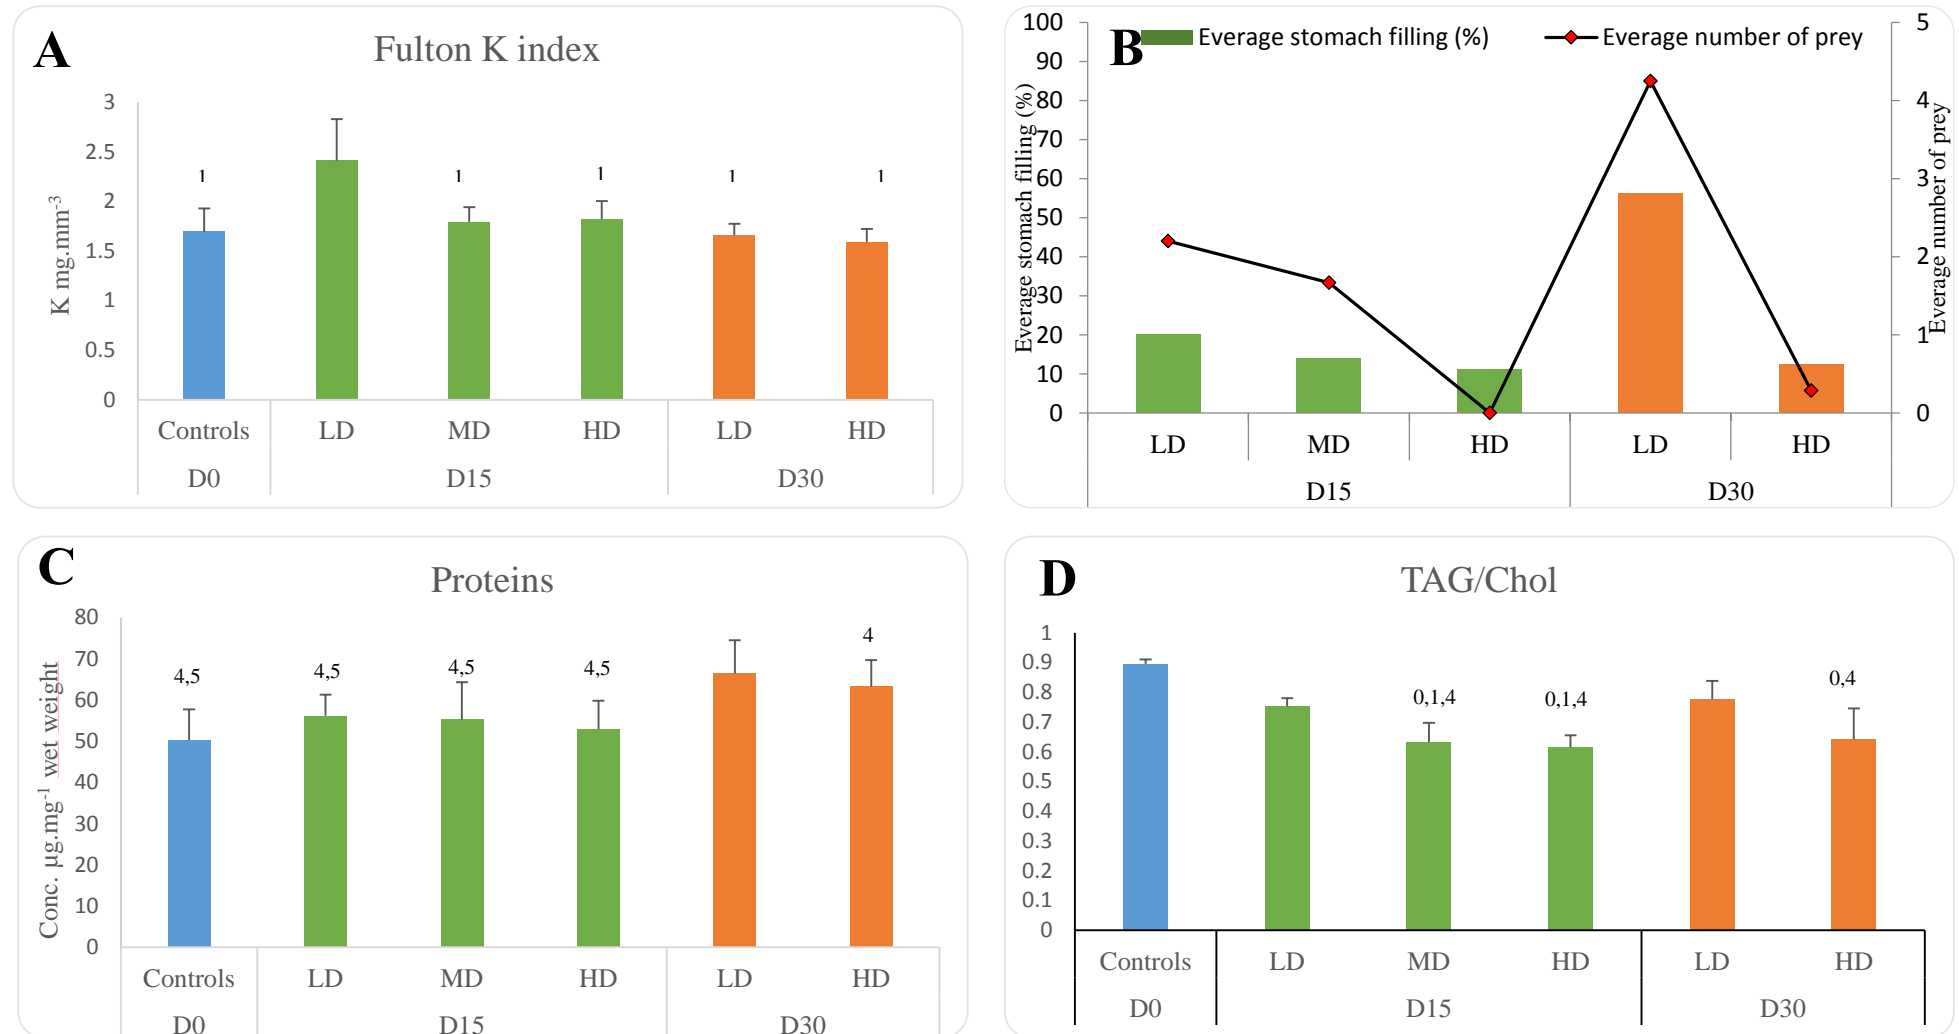 A
Fulton K index
3
2.5
2
1.5
1
0.5
0
K mg.mm-3
1
1
1
1
1
Controls LD MD HD LD HD
D0 D15 D30
B
Everage stomach filling (%) Everage number of prey
100
90
80
70
60
50
40
30
20
10
0
Everage stomach filling (%)
5
4
3
2
1
0
Everage number of prey
LD MD HD LD HD
D15 D30
C
Proteins
80
70
60
50
40
30
20
10
0
Conc. µg.mg-1 wet weight
4,5 4,5 4,5 4,5 4
Controls LD MD HD LD HD
D0 D15 D30
D
TAG/Chol
1
0.9
0.8
0.7
0.6
0.5
0.4
0.3
0.2
0.1
0
0,1,4 0,1,4 0,4
Controls LD MD HD LD HD
D0 D15 D30